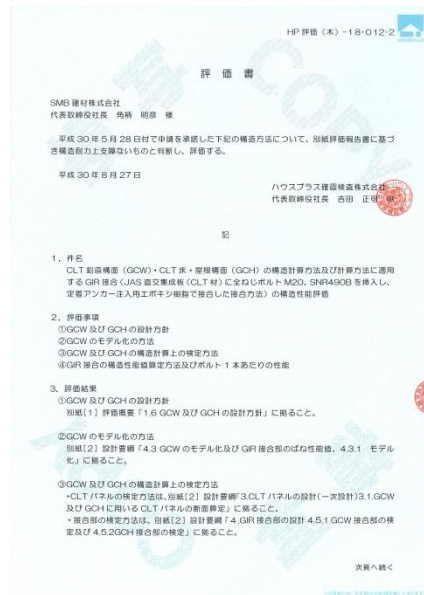 HP 評価(木)-18-012-2
評 価 書
SMB 建材株式会社
代表取締役社長 角柄 明彦 様
平成 30 年 5 月 28 日付で申請を承諾した下記の構造方法について、別紙評価報告書に基づ
き構造耐力上支障ないものと判断し、評価する。
平成 30 年 8 月 27 日
ハウスプラス確認検査株式会社
代表取締役社長 吉田 正司
記
1，件名
CLT 鉛直構面（GCW）・CLT 床・屋根構面（GCH）の構造計算方法及び計算方法に適用
する GIR 接合（JAS 直交集成板（CLT 材）に全ねじボルト M20、SNR490B を挿入し、
定着アンカー注入用エポキシ樹脂で接合した接合方法）の構造性能評価
2，評価事項
①GCW 及び GCH の設計方針
②GCW のモデル化の方法
③GCW 及び GCH の構造計算上の検定方法
④GIR 接合の構造性能値算定方法及びボルト 1 本あたりの性能
3，評価結果
①GCW 及び GCH の設計方針
別紙[1] 評価概要「1.6 GCW 及び GCH の設計方針」に拠ること。
②GCW のモデル化の方法
別紙[2] 設計要綱「4.3 GCW のモデル化及び GIR 接合部のばね性能値、4.3.1 モデル
化」に拠ること。
③GCW 及び GCH の構造計算上の検定方法
・CLT パネルの検定方法は、別紙[2] 設計要綱「3.CLT パネルの設計（一次設計）3.1.GCW
及び GCH に用いる CLT パネルの断面算定」に拠ること。
・接合部の検定方法は、別紙[2] 設計要綱「4.GIR 接合部の設計 4.5.1.GCW 接合部の検
定及び 4.5.2GCH 接合部の検定」に拠ること。
次頁へ続く